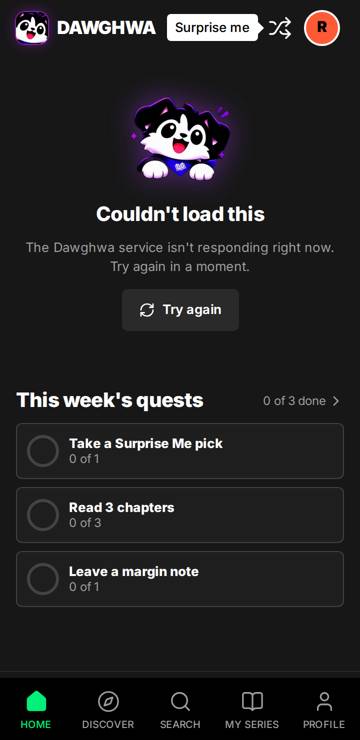 DAWGHWA
Surprise me
R
Couldn't load this
The Dawghwa service isn't responding right now.
Try again in a moment.
Try again
This week's quests
0 of 3 done
Take a Surprise Me pick
0 of 1
Read 3 chapters
0 of 3
Leave a margin note
0 of 1
HOME
DISCOVER
SEARCH
MY SERIES
PROFILE